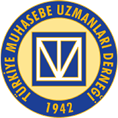 TÜRKİYE MUHASEBE UZMANLARI DERNEĞİ
1942